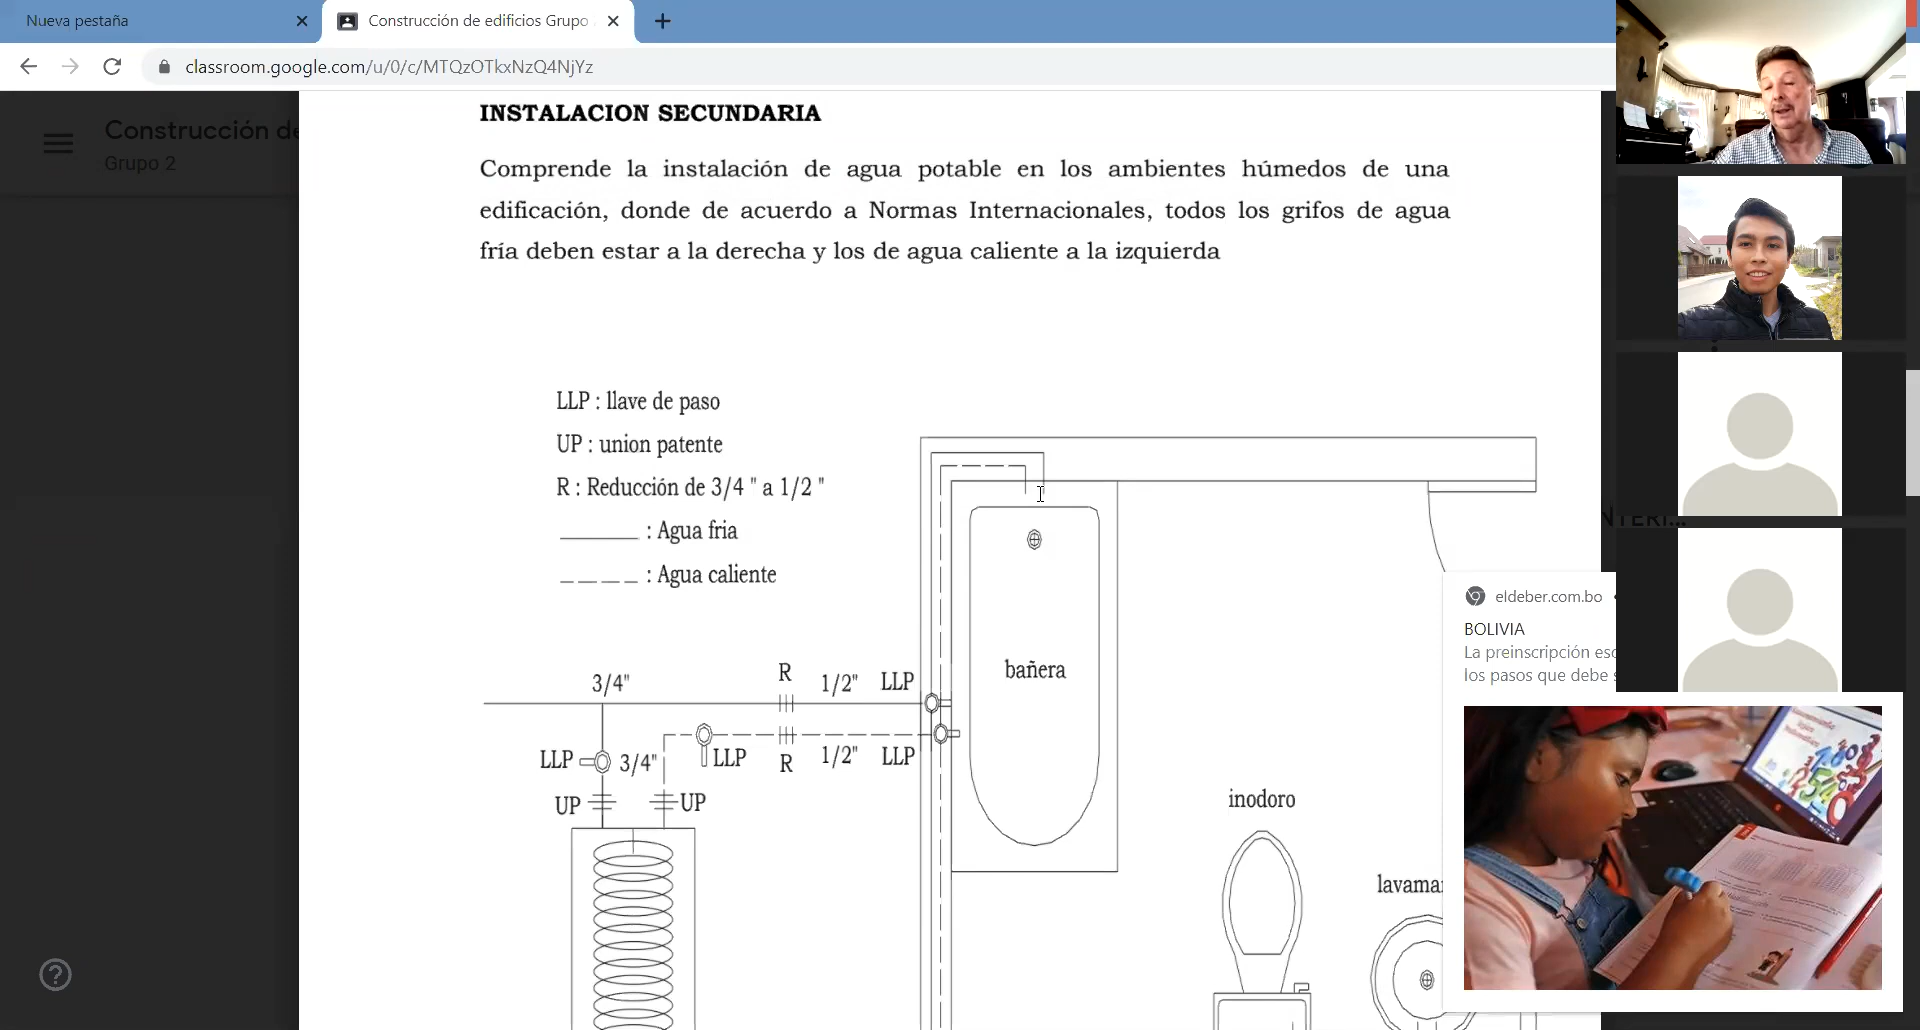 Nueva pestaña
Construcción de edificios Grupo
classroom.google.com/u/0/c/MTQzOTkxNzQ4NjYz
Construcción de
Grupo 2
INSTALACION SECUNDARIA
Comprende la instalación de agua potable en los ambientes húmedos de una
edificación, donde de acuerdo a Normas Internacionales, todos los grifos de agua
fría deben estar a la derecha y los de agua caliente a la izquierda
LLP : llave de paso
UP : union patente
R : Reducción de 3/4 " a 1/2 "
: Agua fria
: Agua caliente
3/4"
R
1/2"
LLP
bañera
LLP
3/4"
LLP
R
1/2"
LLP
UP
UP
inodoro
lavama
eldeber.com.bo
BOLIVIA
La preinscripción esc
los pasos que debe s